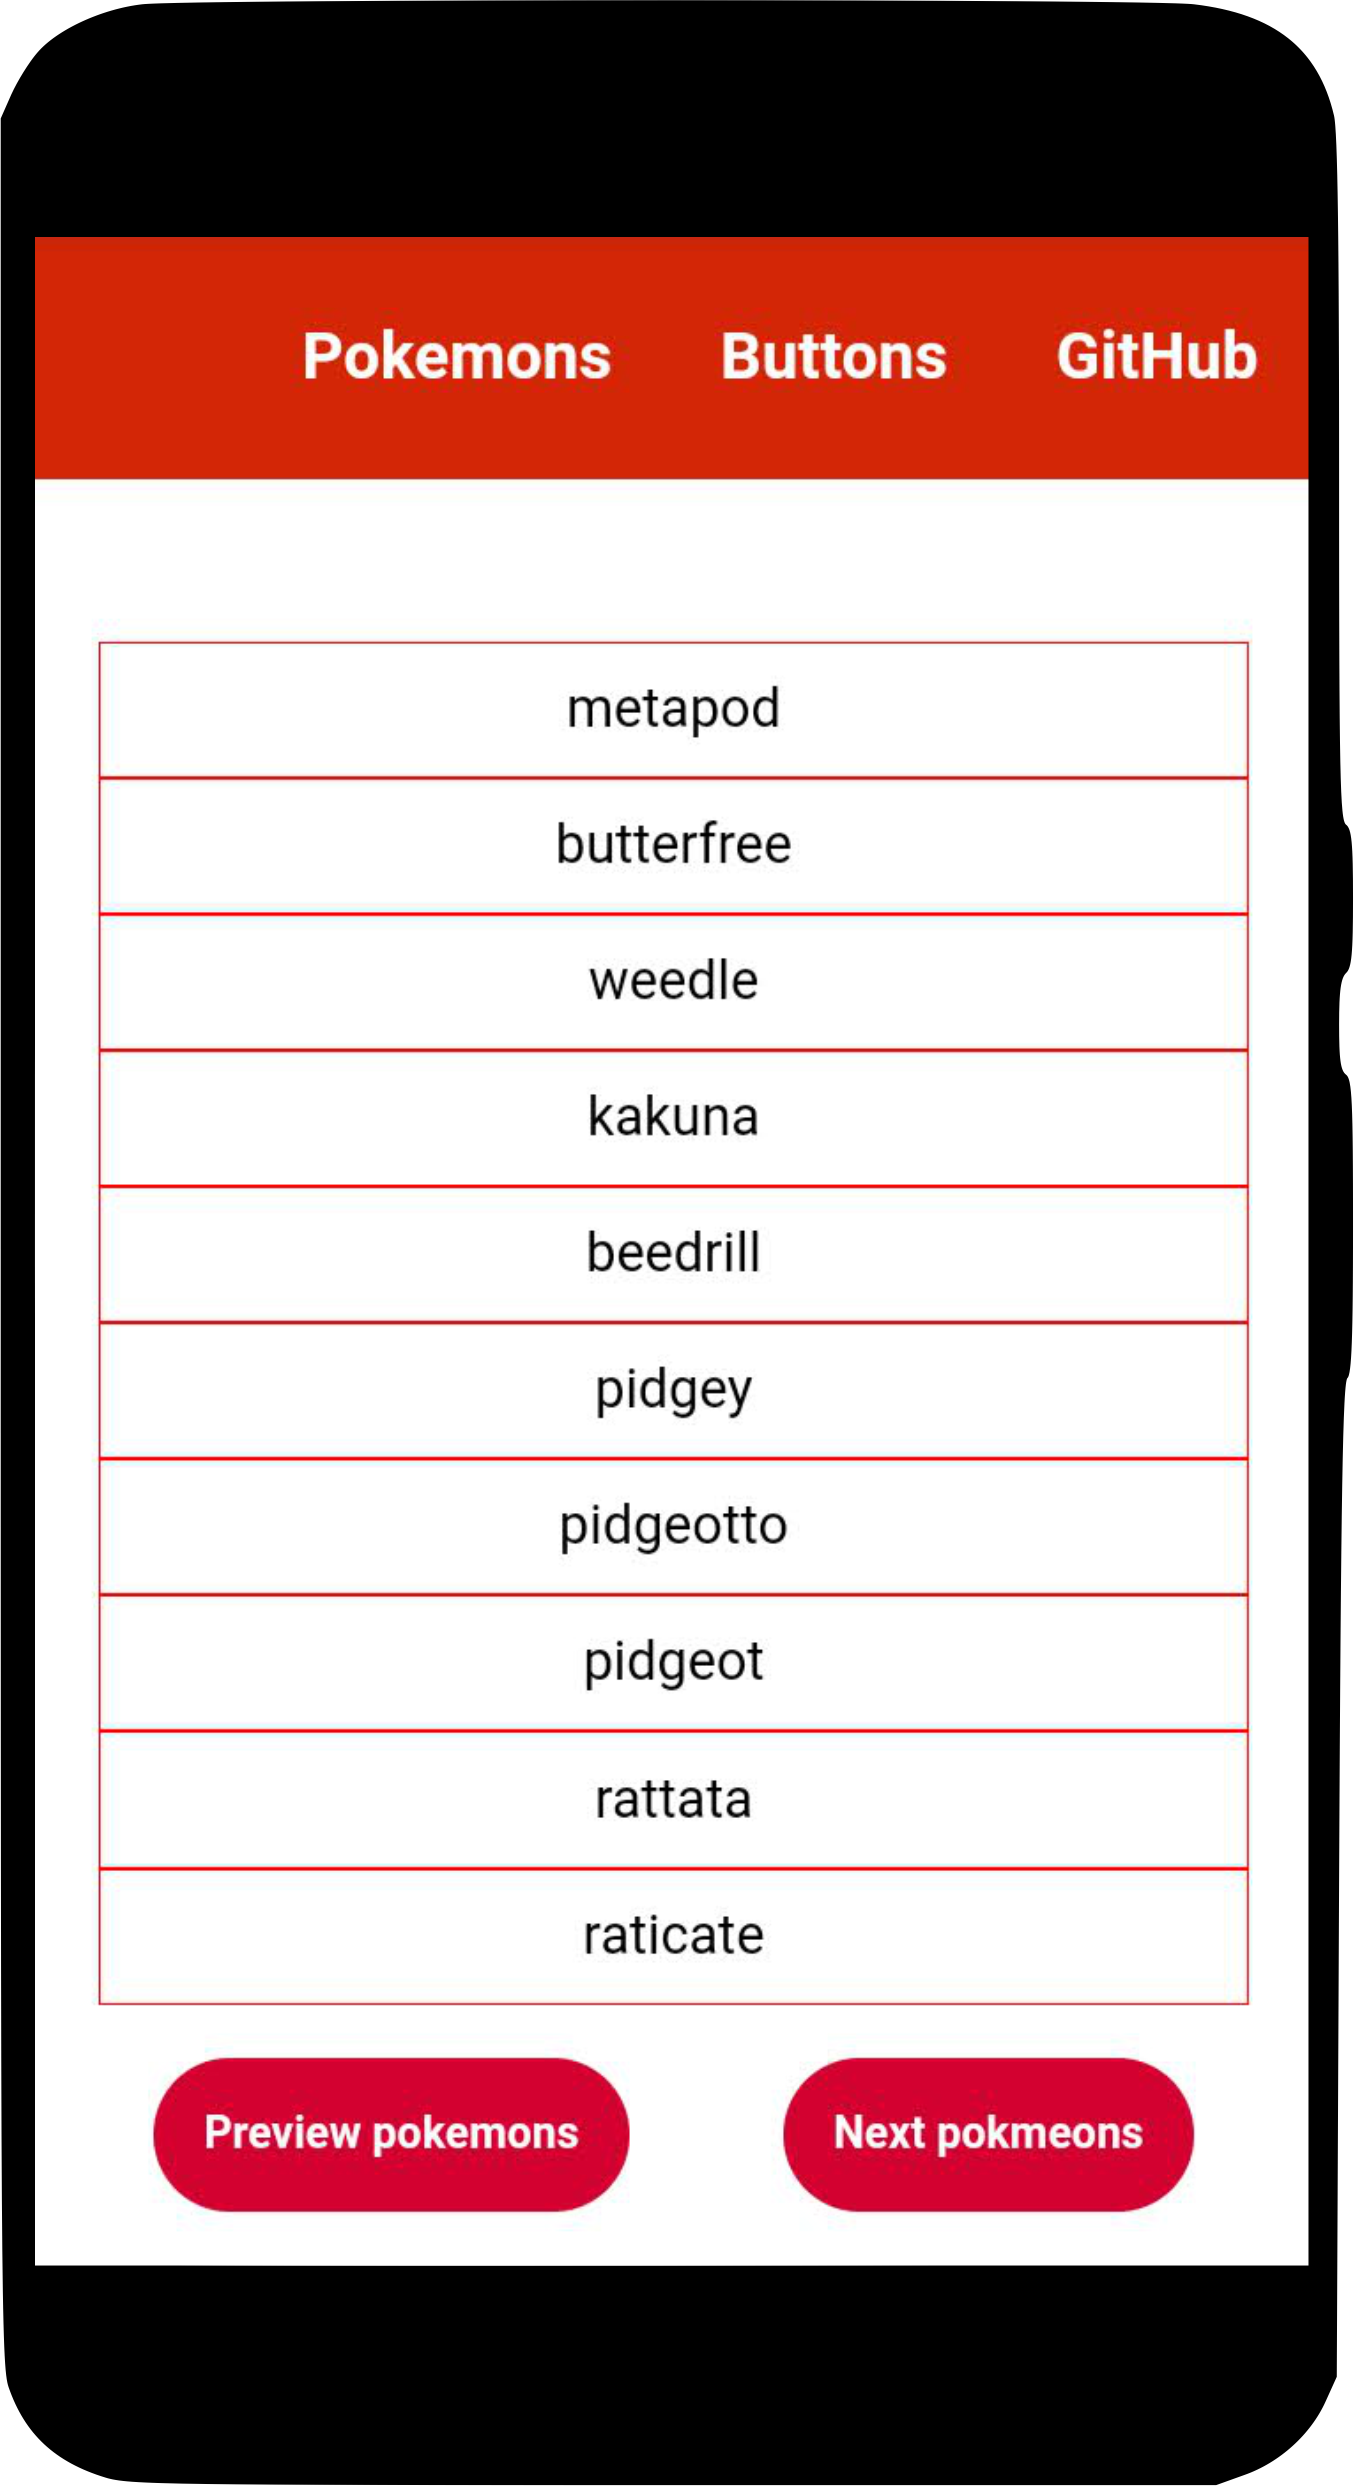 Pokemons Buttons GitHub
metapod
butterfree
weedle
kakuna
beedrill
pidgey
pidgeotto
pidgeot
rattata
raticate
Preview pokemons Next pokmeons